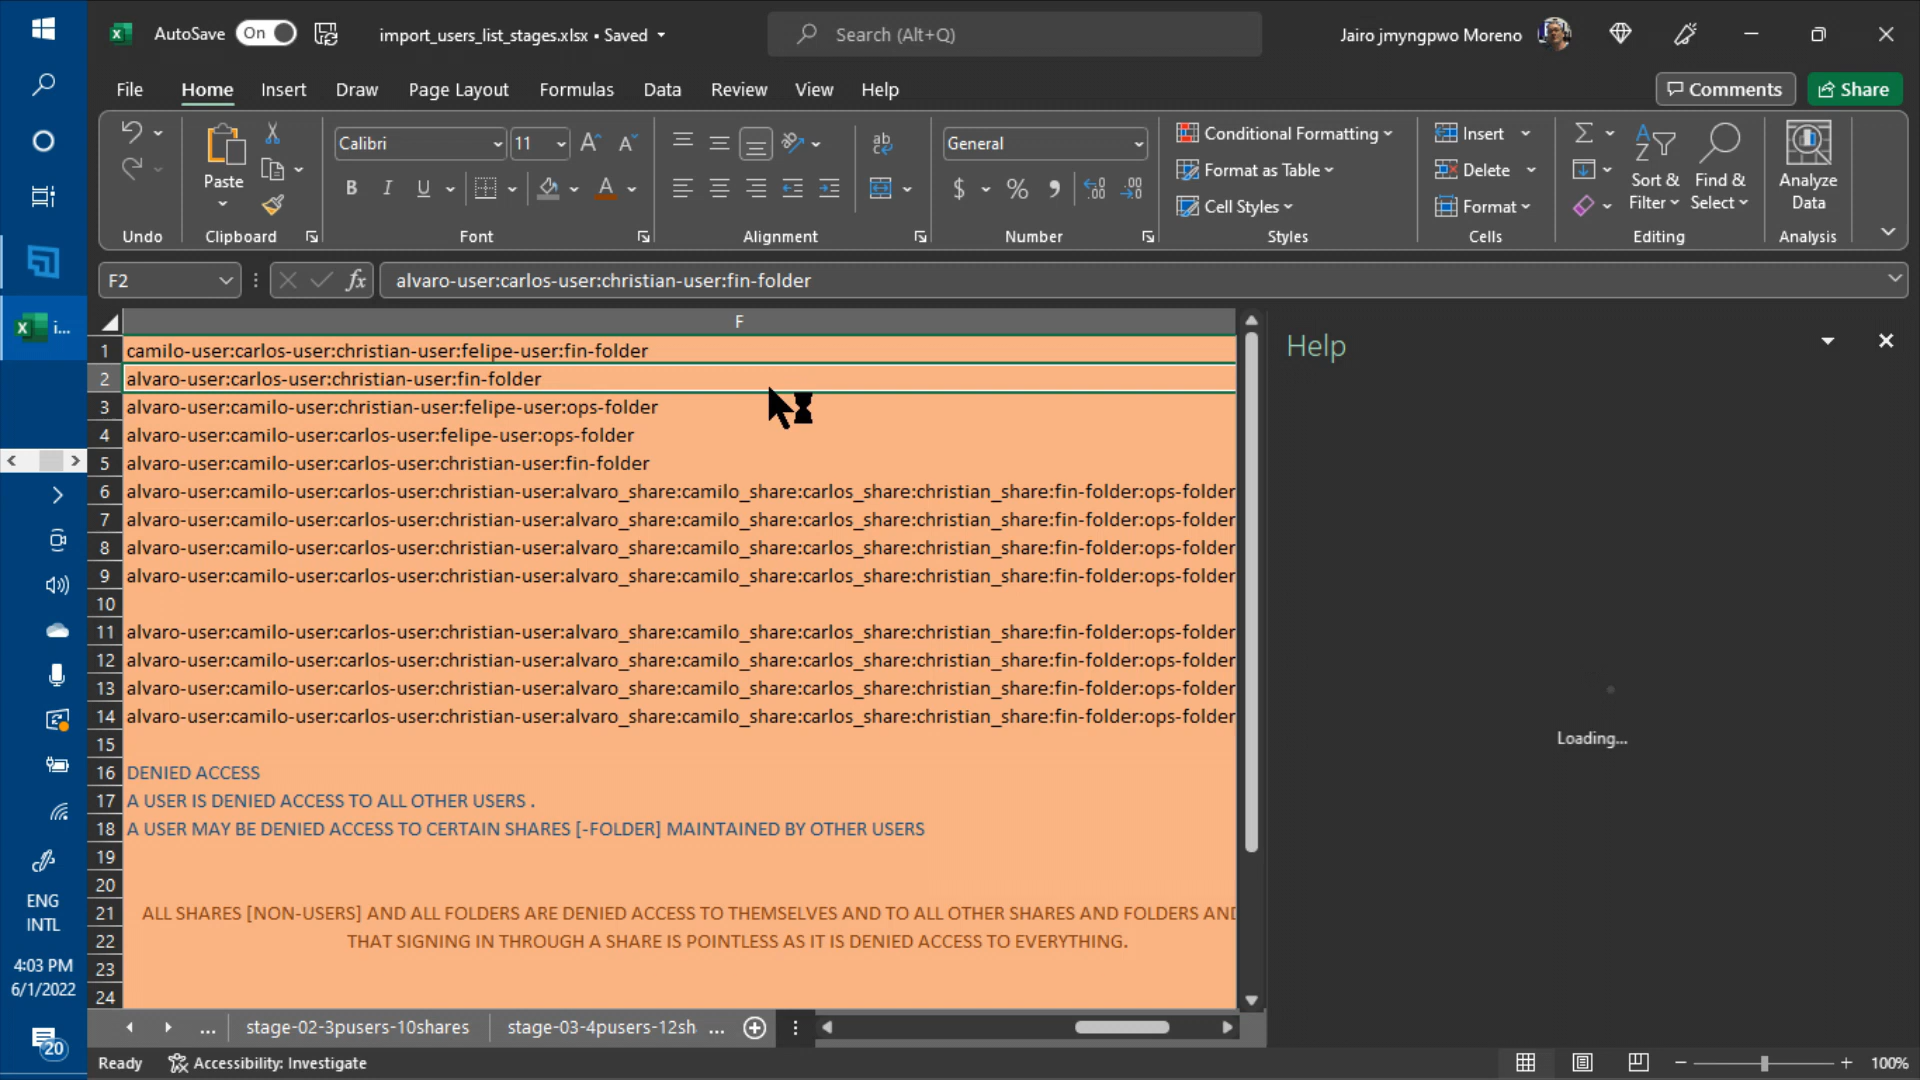 AutoSave On import_users_list_stages.xlsx • Saved Search (Alt+Q) Jairo jmyngpwo Moreno
File Home Insert Draw Page Layout Formulas Data Review View Help Comments Share
Calibri 11 General
ab
Conditional Formatting
Insert
Paste
Format as Table
Delete
Sort & Filter
Find & Select
Analyze Data
Cell Styles
Format
Undo Clipboard Font Alignment Number Styles Cells Editing Analysis
F2 fx alvaro-user:carlos-user:christian-user:fin-folder
F
1 camilo-user:carlos-user:christian-user:felipe-user:fin-folder
2 alvaro-user:carlos-user:christian-user:fin-folder
3 alvaro-user:camilo-user:christian-user:felipe-user:ops-folder
4 alvaro-user:camilo-user:carlos-user:felipe-user:ops-folder
5 alvaro-user:camilo-user:carlos-user:christian-user:fin-folder
6 alvaro-user:camilo-user:carlos-user:christian-user:alvaro_share:camilo_share:carlos_share:christian_share:fin-folder:ops-folder
7 alvaro-user:camilo-user:carlos-user:christian-user:alvaro_share:camilo_share:carlos_share:christian_share:fin-folder:ops-folder
8 alvaro-user:camilo-user:carlos-user:christian-user:alvaro_share:camilo_share:carlos_share:christian_share:fin-folder:ops-folder
9 alvaro-user:camilo-user:carlos-user:christian-user:alvaro_share:camilo_share:carlos_share:christian_share:fin-folder:ops-folder
10
11 alvaro-user:camilo-user:carlos-user:christian-user:alvaro_share:camilo_share:carlos_share:christian_share:fin-folder:ops-folder
12 alvaro-user:camilo-user:carlos-user:christian-user:alvaro_share:camilo_share:carlos_share:christian_share:fin-folder:ops-folder
13 alvaro-user:camilo-user:carlos-user:christian-user:alvaro_share:camilo_share:carlos_share:christian_share:fin-folder:ops-folder
14 alvaro-user:camilo-user:carlos-user:christian-user:alvaro_share:camilo_share:carlos_share:christian_share:fin-folder:ops-folder
15
16 DENIED ACCESS
17 A USER IS DENIED ACCESS TO ALL OTHER USERS .
18 A USER MAY BE DENIED ACCESS TO CERTAIN SHARES [-FOLDER] MAINTAINED BY OTHER USERS
19
20
21 ALL SHARES [NON-USERS] AND ALL FOLDERS ARE DENIED ACCESS TO THEMSELVES AND TO ALL OTHER SHARES AND FOLDERS AND
22 THAT SIGNING IN THROUGH A SHARE IS POINTLESS AS IT IS DENIED ACCESS TO EVERYTHING.
23
24
... stage-02-3pusers-10shares stage-03-4pusers-12sh ...
Ready Accessibility: Investigate 100%
Help
Loading...
i...
ENG
INTL
4:03 PM
6/1/2022
20